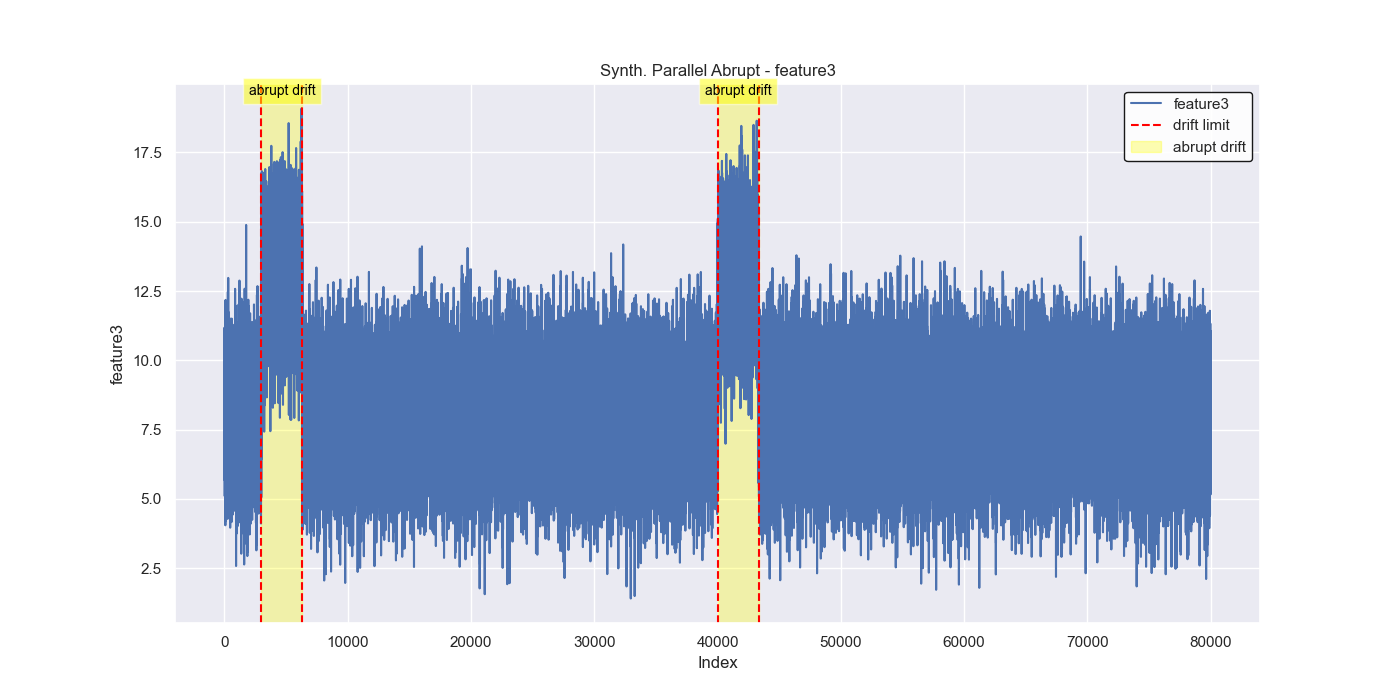 Synth. Parallel Abrupt - feature3
abrupt drift
abrupt drift
feature3
drift limit
abrupt drift
17.5
15.0
12.5
10.0
7.5
5.0
2.5
feature3
0
10000
20000
30000
40000
50000
60000
70000
80000
Index